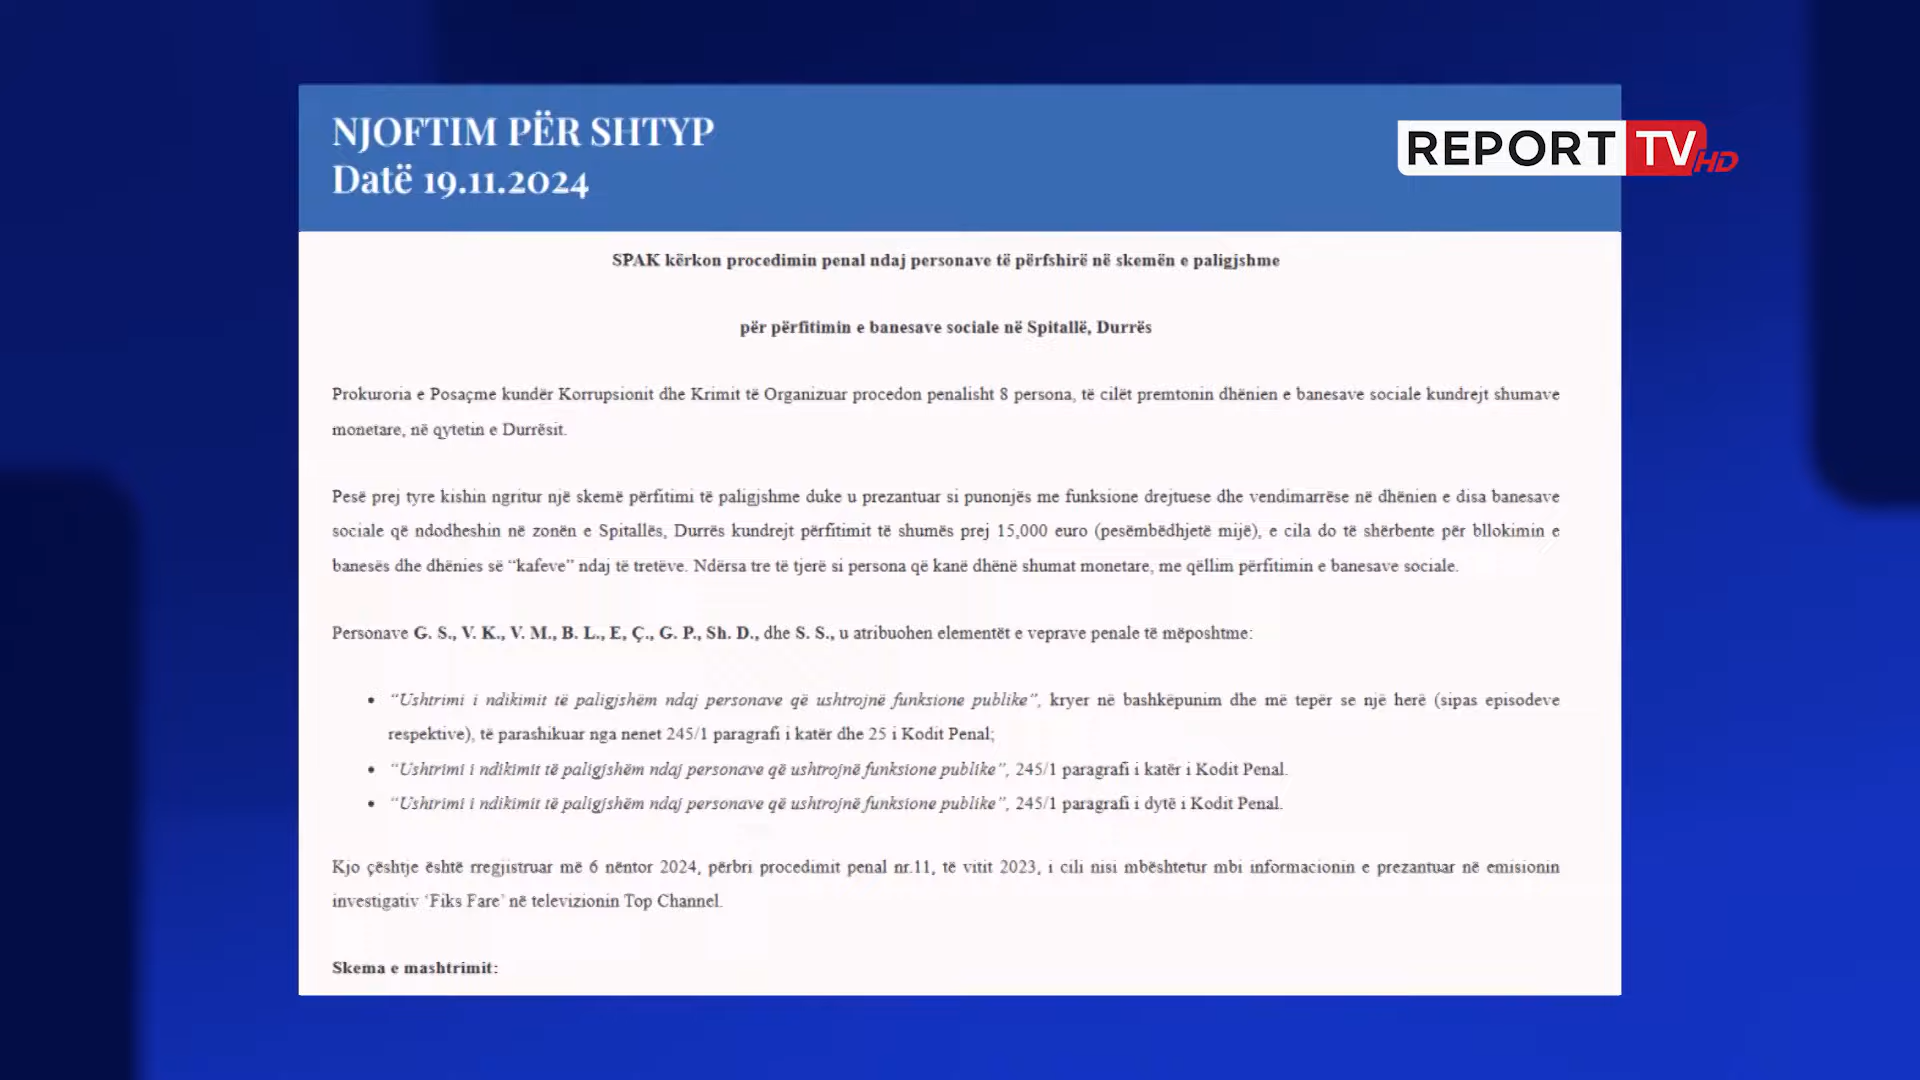 NJOFTIM PËR SHTYP
Datë 19.11.2024
REPORT TV HD
SPAK kërkon procedimin penal ndaj personave të përfshirë në skemën e paligjshme
për përfitimin e banesave sociale në Spitallë, Durrës
Prokuroria e Posaçme kundër Korrupsionit dhe Krimit të Organizuar procedon penalisht 8 persona, të cilët premtonin dhënien e banesave sociale kundrejt shumave
monetare, në qytetin e Durrësit.
Pesë prej tyre kishin ngritur një skemë përfitimi të paligjshme duke u prezantuar si punonjës me funksione drejtuese dhe vendimarrëse në dhënien e disa banesave
sociale që ndodheshin në zonën e Spitallës, Durrës kundrejt përfitimit të shumës prej 15,000 euro (pesëmbëdhjetë mijë), e cila do të shërbente për bllokimin e
banesës dhe dhënies së “kafeve” ndaj të tretëve. Ndërsa tre të tjerë si persona që kanë dhënë shumat monetare, me qëllim përfitimin e banesave sociale.
Personave G. S., V. K., V. M., B. L., E, Ç., G. P., Sh. D., dhe S. S., u atribuohen elementët e veprave penale të mëposhtme:
• “Ushtrimi i ndikimit të paligjshëm ndaj personave që ushtrojnë funksione publike”, kryer në bashkëpunim dhe më tepër se një herë (sipas episodeve
respektive), të parashikuar nga nenet 245/1 paragrafi i katër dhe 25 i Kodit Penal;
• “Ushtrimi i ndikimit të paligjshëm ndaj personave që ushtrojnë funksione publike”, 245/1 paragrafi i katër i Kodit Penal.
• “Ushtrimi i ndikimit të paligjshëm ndaj personave që ushtrojnë funksione publike”, 245/1 paragrafi i dytë i Kodit Penal.
Kjo çështje është rregjistruar më 6 nëntor 2024, përbri procedimit penal nr.11, të vitit 2023, i cili nisi mbështetur mbi informacionin e prezantuar në emisionin
investigativ ‘Fiks Fare’ në televizionin Top Channel.
Skema e mashtrimit: